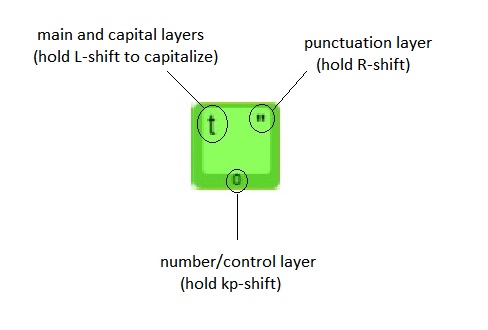 main and capital layers
(hold L-shift to capitalize)
punctuation layer
(hold R-shift)
t "
0
number/control layer
(hold kp-shift)